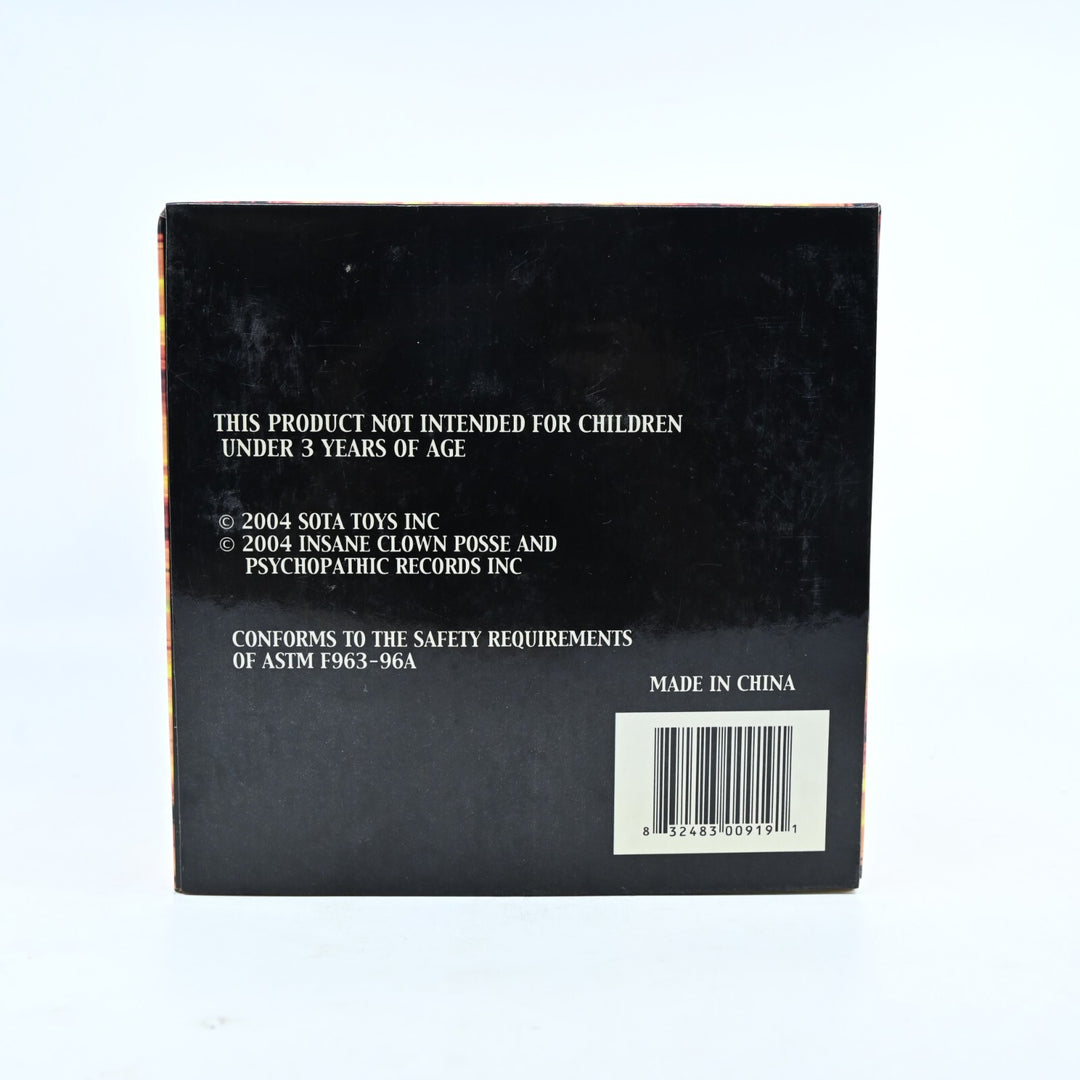 THIS PRODUCT NOT INTENDED FOR CHILDREN
UNDER 3 YEARS OF AGE
© 2004 SOTA TOYS INC
© 2004 INSANE CLOWN POSSE AND
PSYCHOPATHIC RECORDS INC
CONFORMS TO THE SAFETY REQUIREMENTS
OF ASTM F963-96A
MADE IN CHINA
8 32483 00919 1